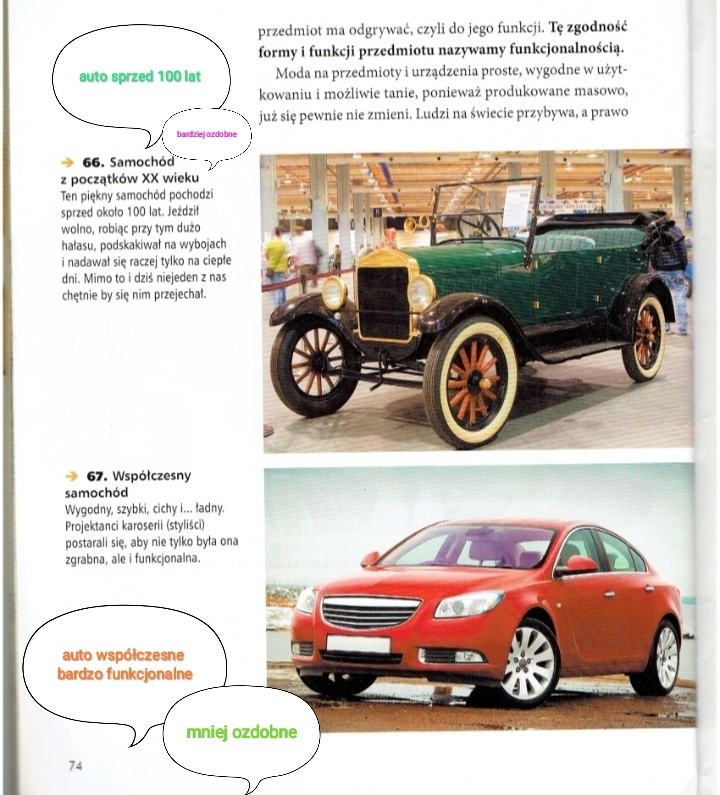 przedmiot ma odgrywać, czyli do jego funkcji. Tę zgodność
formy i funkcji przedmiotu nazywamy funkcjonalnością.
Moda na przedmioty i urządzenia proste, wygodne w użyt-
kowaniu i możliwie tanie, ponieważ produkowane masowo,
już się pewnie nie zmieni. Ludzi na świecie przybywa, a prawo
auto sprzed 100 lat
bardziej ozdobne
66. Samochód
z początków XX wieku
Ten piękny samochód pochodzi
sprzed około 100 lat. Jeździł
wolno, robiąc przy tym dużo
hałasu, podskakiwał na wybojach
i nadawał się raczej tylko na ciepłe
dni. Mimo to i dziś niejeden z nas
chętnie by się nim przejechał.
67. Współczesny
samochód
Wygodny, szybki, cichy i... ładny.
Projektanci karoserii (styliści)
postarali się, aby nie tylko była ona
zgrabna, ale i funkcjonalna.
auto współczesne
bardzo funkcjonalne
mniej ozdobne
74